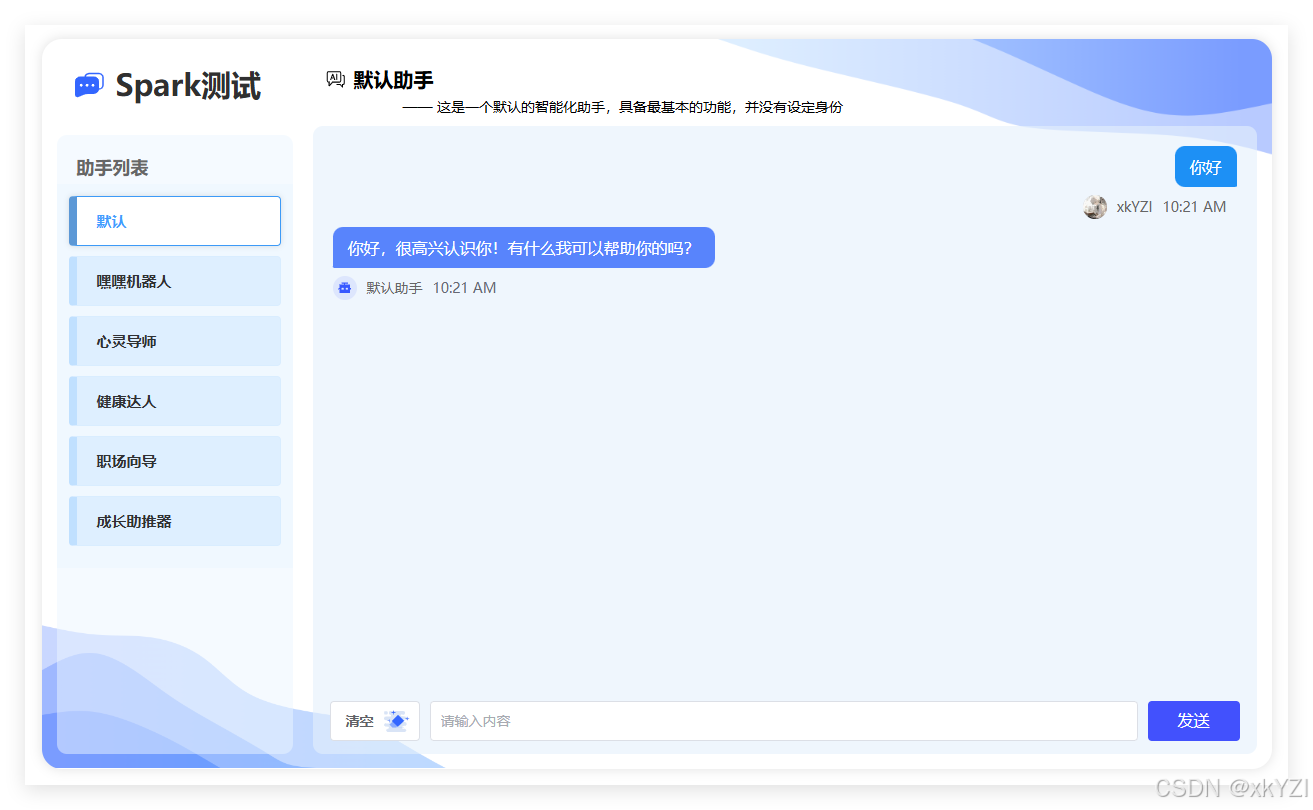 Spark测试
默认助手
—— 这是一个默认的智能化助手，具备最基本的功能，并没有设定身份
助手列表
默认
嘿嘿机器人
心灵导师
健康达人
职场向导
成长助推器
你好
xkYZI 10:21 AM
你好，很高兴认识你！有什么我可以帮助你的吗？
默认助手 10:21 AM
清空
请输入内容
发送
CSDN @xkYZI